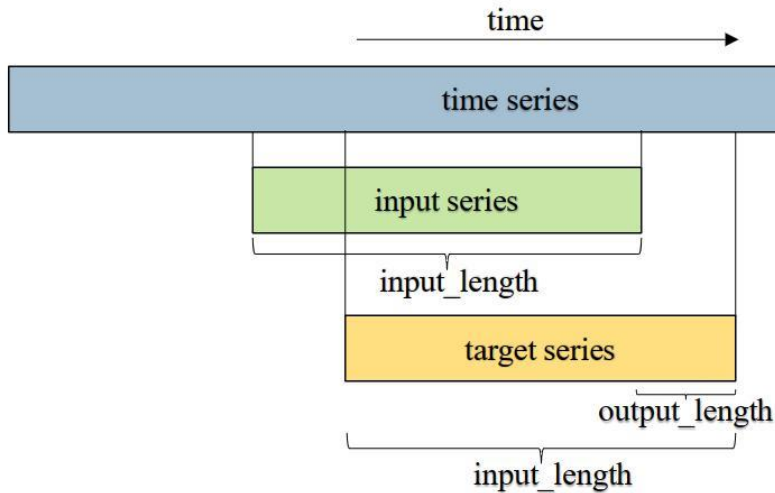 time
time series
input series
input_length
target series
output_length
input_length